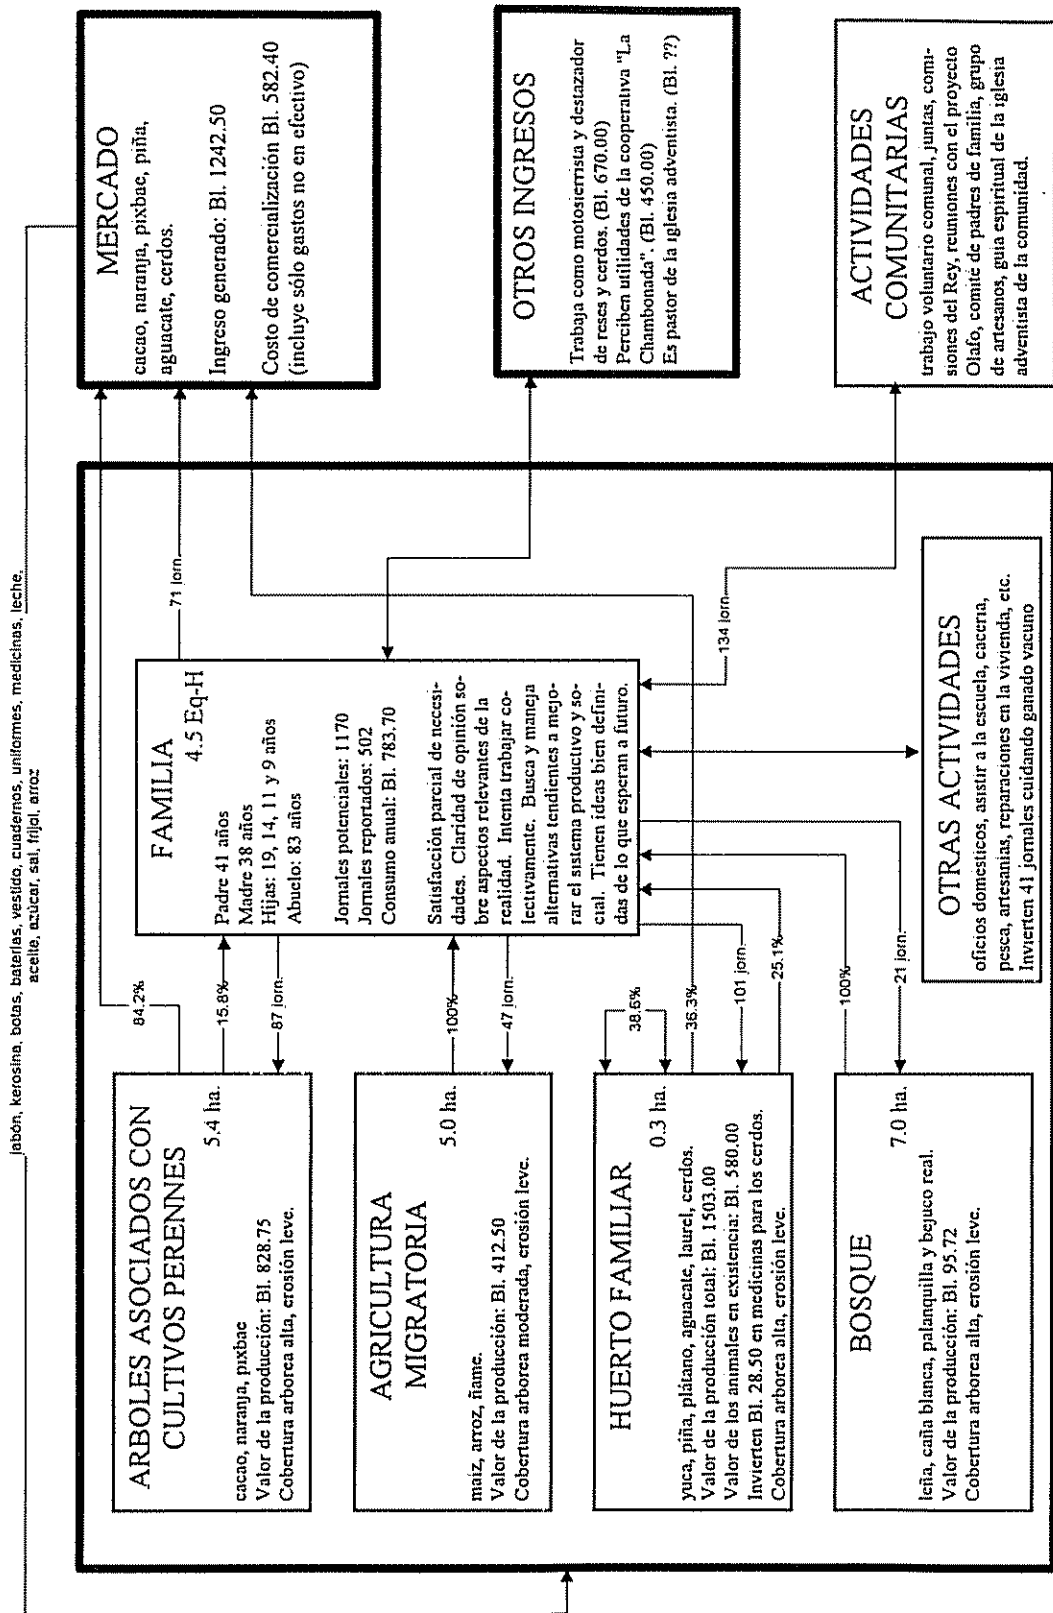 jabón, kerosina, botas, baterías, vestido, cuadernos, uniformes, medicinas, leche,
aceite, azúcar, sal, frijol, arroz
ARBOLES ASOCIADOS CON
CULTIVOS PERENNES
5.4 ha.
cacao, naranja, pixbae
Valor de la producción: Bl. 828.75
Cobertura arborea alta, erosión leve.
AGRICULTURA
MIGRATORIA
5.0 ha.
maiz, arroz, ñame.
Valor de la producción: Bl. 412.50
Cobertura arborea moderada, erosión leve.
HUERTO FAMILIAR
0.3 ha.
yuca, piña, plátano, aguacate, laurel, cerdos.
Valor de la producción total: Bl. 1503.00
Valor de los animales en existencia: Bl. 580.00
Invierten Bl. 28.50 en medicinas para los cerdos.
Cobertura arborea alta, erosión leve.
BOSQUE
7.0 ha.
leña, caña blanca, palanquilla y bejuco real.
Valor de la producción: Bl. 95.72
Cobertura arborea alta, erosión leve.
84.2%
15.8%
87 jorn.
100%
47 jorn.
38.6%
36.3%
101 jorn.
25.1%
100%
21 jorn.
FAMILIA
4.5 Eq-H
Padre 41 años
Madre 38 años
Hijas: 19, 14, 11 y 9 años
Abuelo: 83 años
Jornales potenciales: 1170
Jornales reportados: 502
Consumo anual: Bl. 783.70
Satisfacción parcial de necesi-
dades. Claridad de opinión so-
bre aspectos relevantes de la
realidad. Intenta trabajar co-
lectivamente. Busca y maneja
alternativas tendientes a mejo-
rar el sistema productivo y so-
cial. Tienen ideas bien defini-
das de lo que esperan a futuro.
71 jorn.
134 jorn.
OTRAS ACTIVIDADES
oficios domésticos, asistir a la escuela, caceria,
pesca, artesanias, reparaciones en la vivienda, etc.
Invierten 41 jornales cuidando ganado vacuno
MERCADO
cacao, naranja, pixbae, piña,
aguacate, cerdos.
Ingreso generado: Bl. 1242.50
Costo de comercialización Bl. 582.40
(incluye sólo gastos no en efectivo)
OTROS INGRESOS
Trabaja como motosierrista y destazador
de reses y cerdos. (Bl. 670.00)
Perciben utilidades de la cooperativa "La
Chambonada". (Bl. 450.00)
Es pastor de la iglesia adventista. (Bl. ??)
ACTIVIDADES
COMUNITARIAS
trabajo voluntario comunal, juntas, comi-
siones del Rey, reuniones con el proyecto
Olafo, comité de padres de familia, grupo
de artesanos, guia espiritual de la iglesia
adventista de la comunidad.